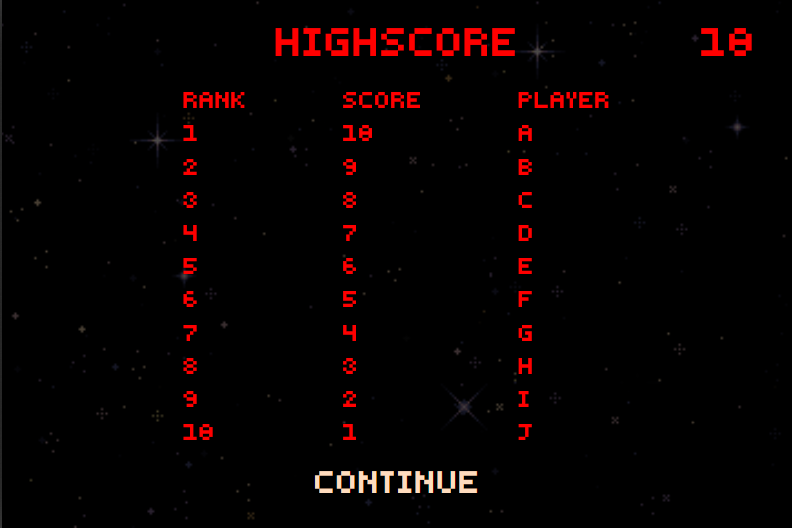 HIGHSCORE 10
RANK SCORE PLAYER
1 10 A
2 9 B
3 8 C
4 7 D
5 6 E
6 5 F
7 4 G
8 3 H
9 2 I
10 1 J
CONTINUE